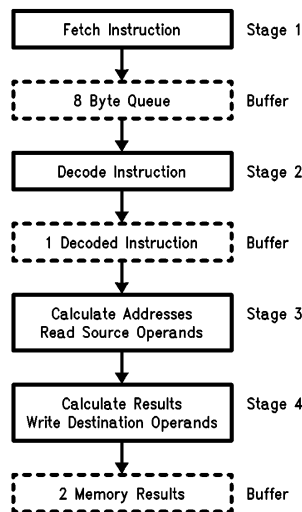 Fetch Instruction Stage 1
8 Byte Queue Buffer
Decode Instruction Stage 2
1 Decoded Instruction Buffer
Calculate Addresses Stage 3
Read Source Operands
Calculate Results Stage 4
Write Destination Operands
2 Memory Results Buffer